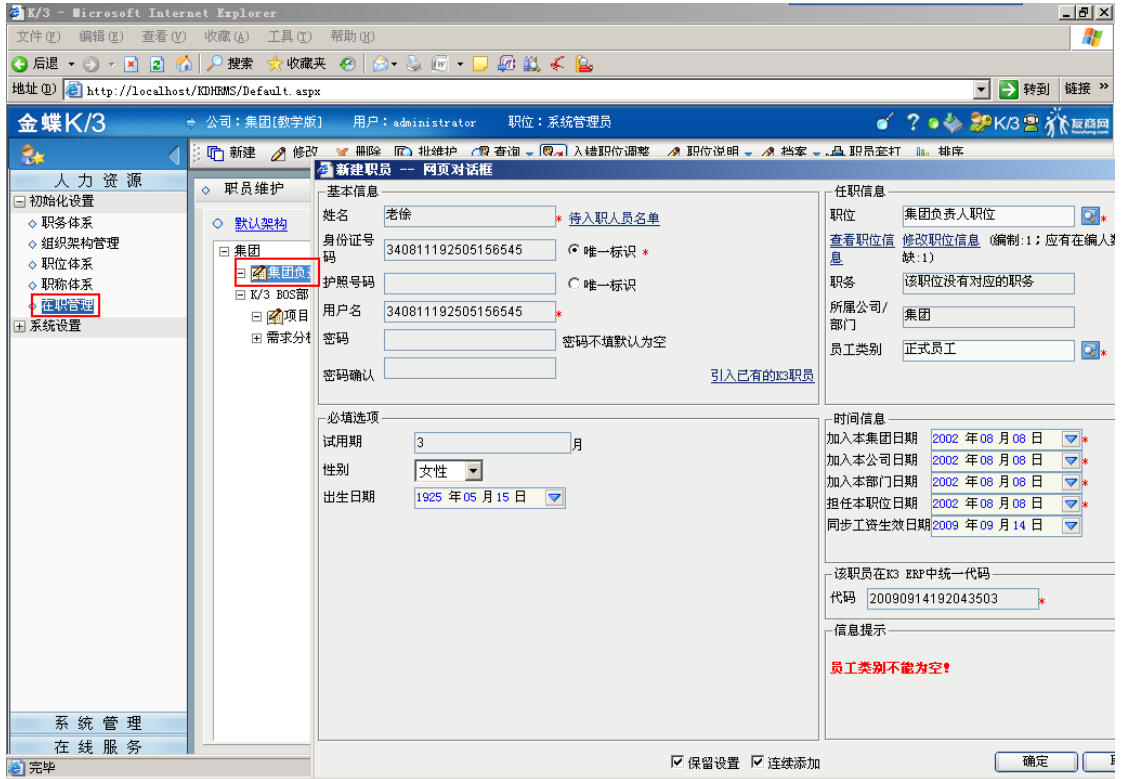 K/3 - Microsoft Internet Explorer
文件(F) 编辑(E) 查看(V) 收藏(A) 工具(T) 帮助(H)
后退 搜索 收藏夹
地址(D) http://localhost/KDHRMS/Default.aspx 转到 链接 »
金蝶K/3 公司：集团[教学版] 用户：administrator 职位：系统管理员 K/3 友商网
新建 修改 删除 批维护 查询 入错职位调整 职位说明 档案 职员套打 排序
人力资源
初始化设置
职务体系
组织架构管理
职位体系
职称体系
在职管理
系统设置
系统管理
在线服务
职员维护
默认架构
集团
集团负
K/3 BOS部
项目
需求分
新建职员 -- 网页对话框
基本信息
姓名 老徐 * 待入职人员名单
身份证号码 340811192505156545 唯一标识 *
护照号码 唯一标识
用户名 340811192505156545 *
密码 密码不填默认为空
密码确认 引入已有的K3职员
必填选项
试用期 3 月
性别 女性
出生日期 1925 年 05 月 15 日
任职信息
职位 集团负责人职位 *
查看职位信息 修改职位信息 (编制:1; 应有在编人
缺:1)
职务 该职位没有对应的职务
所属公司/部门 集团
员工类别 正式员工 *
时间信息
加入本集团日期 2002 年 08 月 08 日 *
加入本公司日期 2002 年 08 月 08 日 *
加入本部门日期 2002 年 08 月 08 日 *
担任本职位日期 2002 年 08 月 08 日 *
同步工资生效日期 2009 年 09 月 14 日
该职员在K3 ERP中统一代码
代码 20090914192043503 *
信息提示
员工类别不能为空!
保留设置 连续添加 确定
完毕